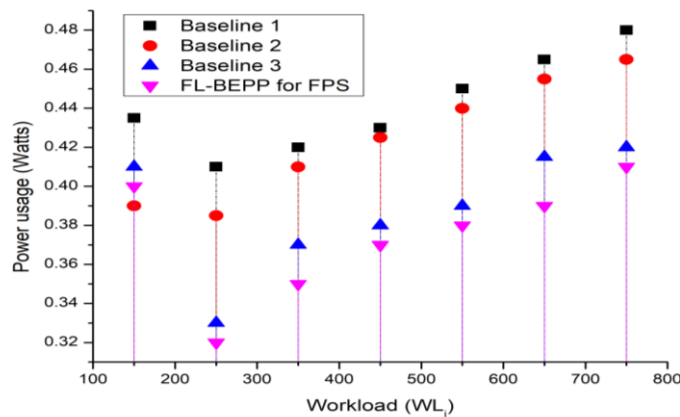 Baseline 1
Baseline 2
Baseline 3
FL-BEPP for FPS
Power usage (Watts)
0.48
0.46
0.44
0.42
0.40
0.38
0.36
0.34
0.32
100 200 300 400 500 600 700 800
Workload (WLi)